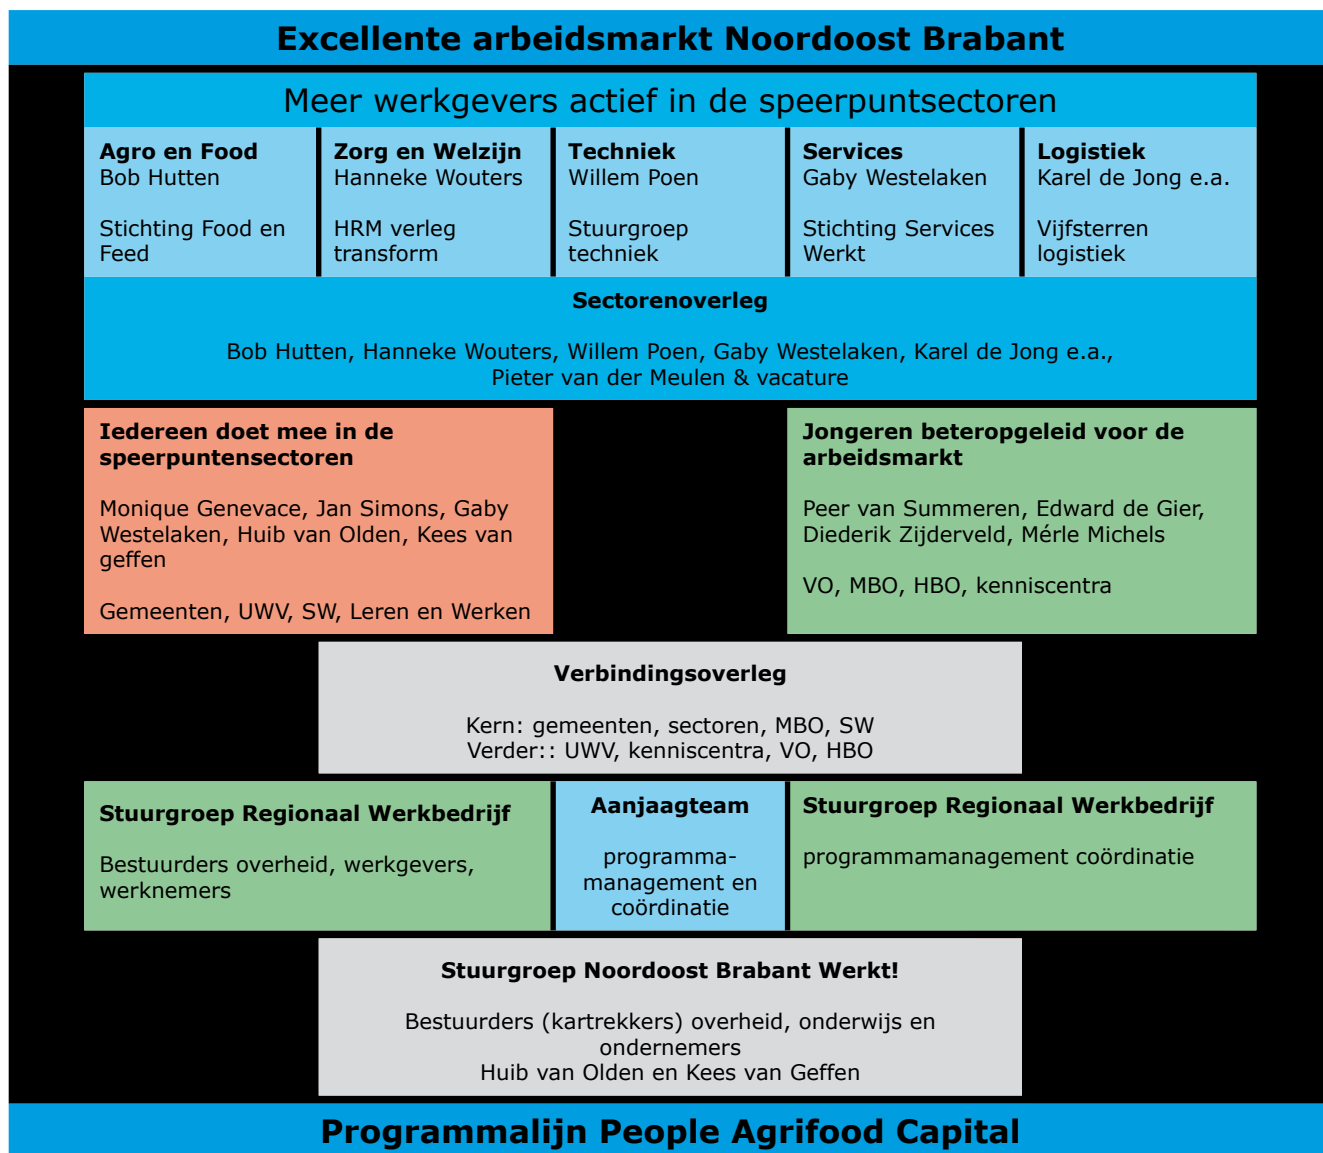 Excellente arbeidsmarkt Noordoost Brabant
Meer werkgevers actief in de speerpuntsectoren
Agro en Food
Bob Hutten
Stichting Food en
Feed
Zorg en Welzijn
Hanneke Wouters
HRM verleg
transform
Techniek
Willem Poen
Stuurgroep
techniek
Services
Gaby Westelaken
Stichting Services
Werkt
Logistiek
Karel de Jong e.a.
Vijfsterren
logistiek
Sectorenoverleg
Bob Hutten, Hanneke Wouters, Willem Poen, Gaby Westelaken, Karel de Jong e.a.,
Pieter van der Meulen & vacature
Iedereen doet mee in de
speerpuntensectoren
Monique Genevace, Jan Simons, Gaby
Westelaken, Huib van Olden, Kees van
geffen
Gemeenten, UWV, SW, Leren en Werken
Jongeren beteropgeleid voor de
arbeidsmarkt
Peer van Summeren, Edward de Gier,
Diederik Zijderveld, Mérle Michels
VO, MBO, HBO, kenniscentra
Verbindingsoverleg
Kern: gemeenten, sectoren, MBO, SW
Verder:: UWV, kenniscentra, VO, HBO
Stuurgroep Regionaal Werkbedrijf
Bestuurders overheid, werkgevers,
werknemers
Aanjaagteam
programma-
management en
coördinatie
Stuurgroep Regionaal Werkbedrijf
programmamanagement coördinatie
Stuurgroep Noordoost Brabant Werkt!
Bestuurders (kartrekkers) overheid, onderwijs en
ondernemers
Huib van Olden en Kees van Geffen
Programmalijn People Agrifood Capital